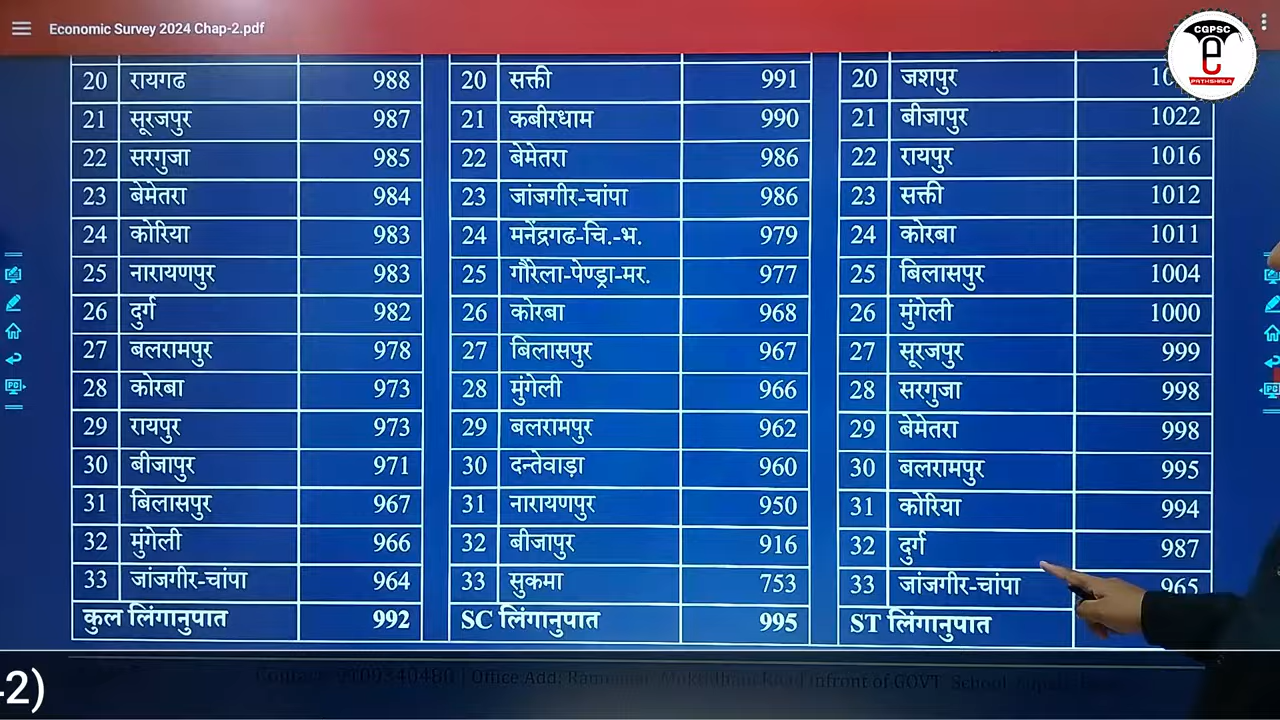 Economic Survey 2024 Chap-2.pdf
CGPSC
e
PATHSHALA
20 रायगढ 988 20 सक्ती 991 20 जशपुर
21 सूरजपुर 987 21 कबीरधाम 990 21 बीजापुर 1022
22 सरगुजा 985 22 बेमेतरा 986 22 रायपुर 1016
23 बेमेतरा 984 23 जांजगीर-चांपा 986 23 सक्ती 1012
24 कोरिया 983 24 मनेंद्रगढ-चि.-भ. 979 24 कोरबा 1011
25 नारायणपुर 983 25 गौरेला-पेण्ड्रा-मर. 977 25 बिलासपुर 1004
26 दुर्ग 982 26 कोरबा 968 26 मुंगेली 1000
27 बलरामपुर 978 27 बिलासपुर 967 27 सूरजपुर 999
28 कोरबा 973 28 मुंगेली 966 28 सरगुजा 998
29 रायपुर 973 29 बलरामपुर 962 29 बेमेतरा 998
30 बीजापुर 971 30 दन्तेवाड़ा 960 30 बलरामपुर 995
31 बिलासपुर 967 31 नारायणपुर 950 31 कोरिया 994
32 मुंगेली 966 32 बीजापुर 916 32 दुर्ग 987
33 जांजगीर-चांपा 964 33 सुकमा 753 33 जांजगीर-चांपा 965
कुल लिंगानुपात 992 SC लिंगानुपात 995 ST लिंगानुपात
-2)
Office Add: infront of GOVT School